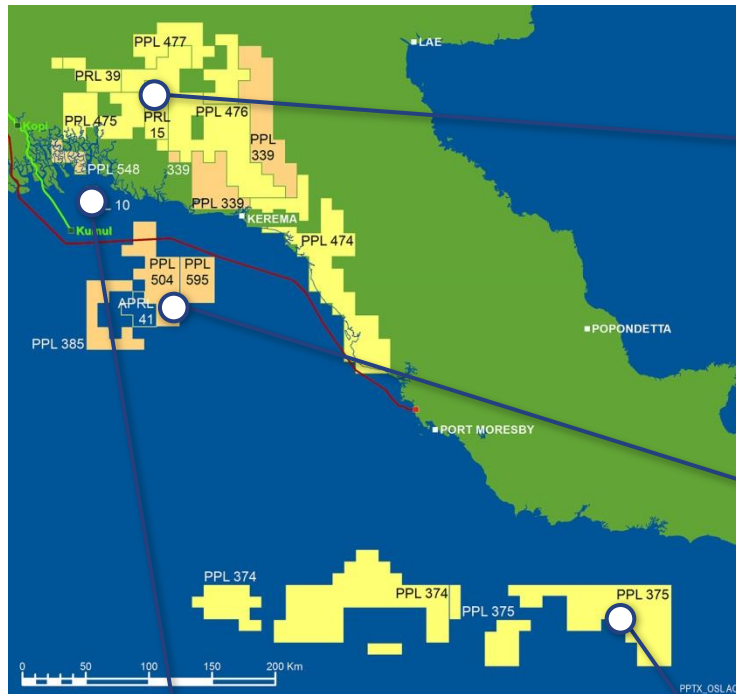 PPL 477
LAE
PRL 39
PPL 475
PRL
15
PPL 476
Kopi
PPL
339
PPL 548
339
PPL 339
10
KEREMA
Kumul
PPL 474
PPL
504
PPL
595
APRL
41
POPONDETTA
PPL 385
PORT MORESBY
PPL 374
PPL 374
PPL 375
PPL 375
0 50 100 200 Km
PPTX_OSLAC